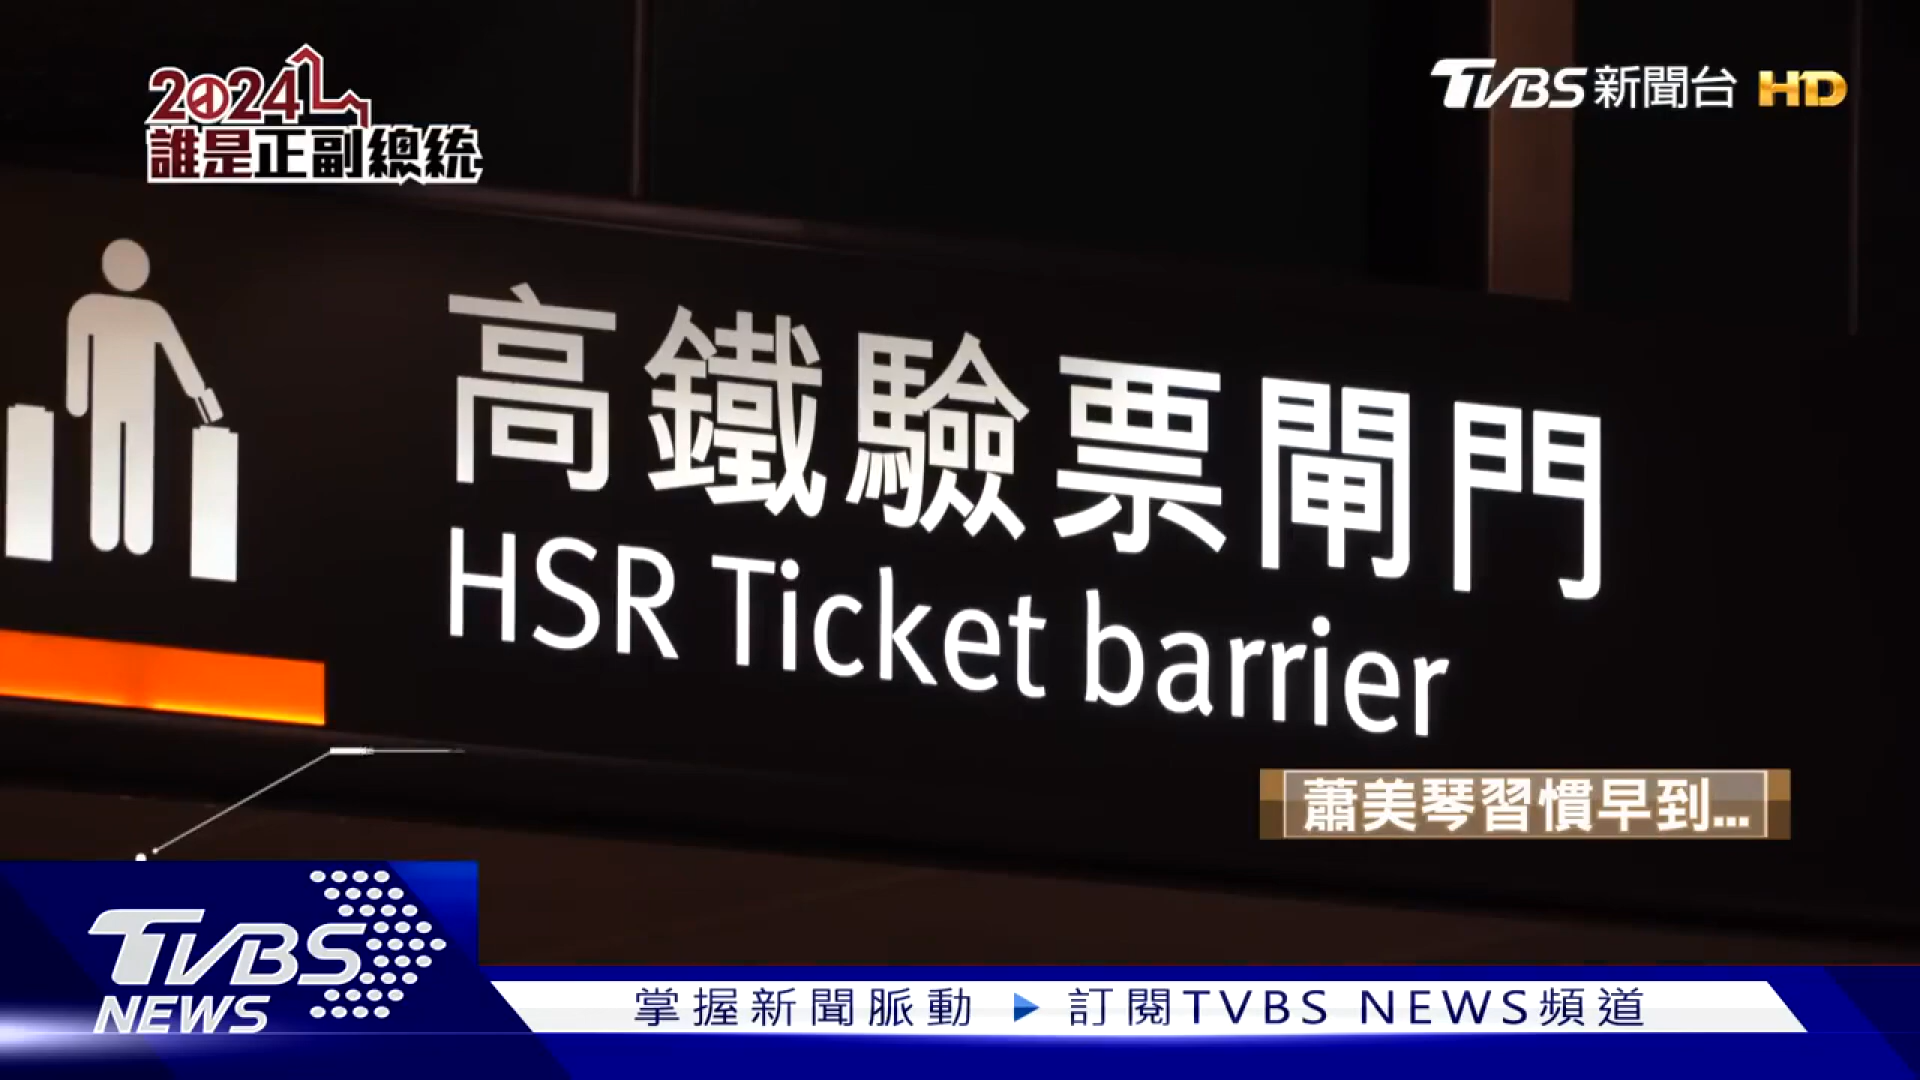 2024
誰是正副總統
TVBS新聞台 HD
高鐵驗票閘門
HSR Ticket barrier
蕭美琴習慣早到...
TVBS
NEWS
掌握新聞脈動 ▶ 訂閱TVBS NEWS頻道